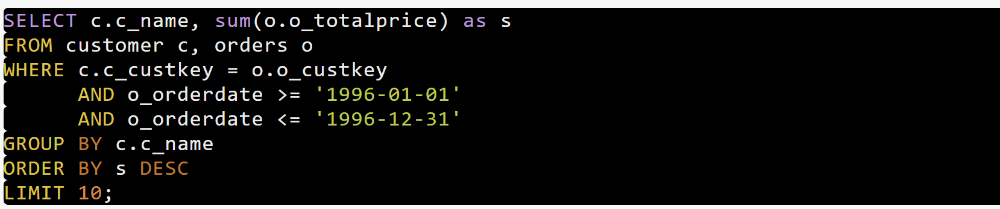 SELECT c.c_name, sum(o.o_totalprice) as s
FROM customer c, orders o
WHERE c.c_custkey = o.o_custkey
      AND o_orderdate >= '1996-01-01'
      AND o_orderdate <= '1996-12-31'
GROUP BY c.c_name
ORDER BY s DESC
LIMIT 10;